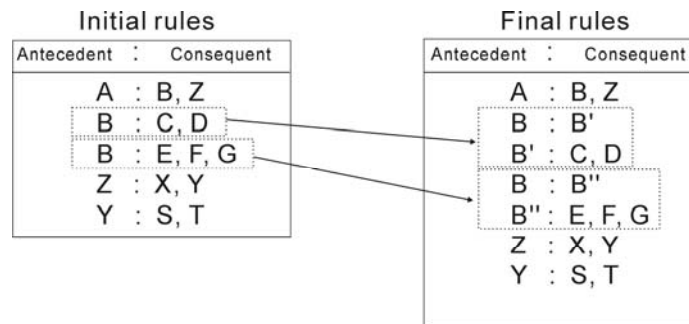 Initial rules
Antecedent : Consequent
A : B, Z
B : C, D
B : E, F, G
Z : X, Y
Y : S, T
Final rules
Antecedent : Consequent
A : B, Z
B : B'
B' : C, D
B : B''
B'' : E, F, G
Z : X, Y
Y : S, T